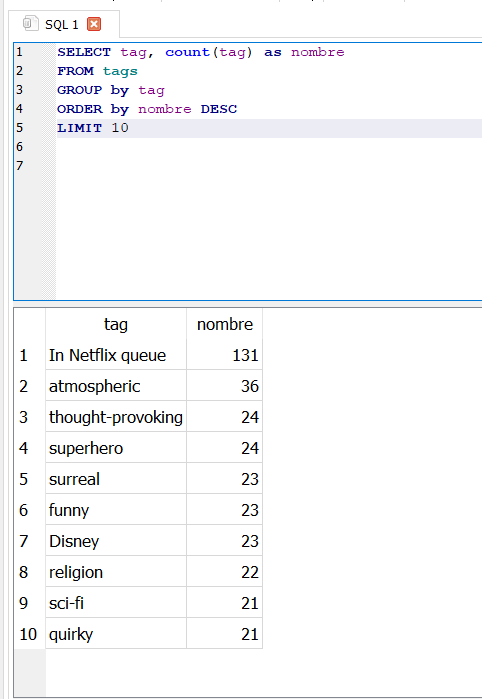 SQL 1
1 SELECT tag, count(tag) as nombre
2 FROM tags
3 GROUP by tag
4 ORDER by nombre DESC
5 LIMIT 10
6
7
tag nombre
1 In Netflix queue 131
2 atmospheric 36
3 thought-provoking 24
4 superhero 24
5 surreal 23
6 funny 23
7 Disney 23
8 religion 22
9 sci-fi 21
10 quirky 21